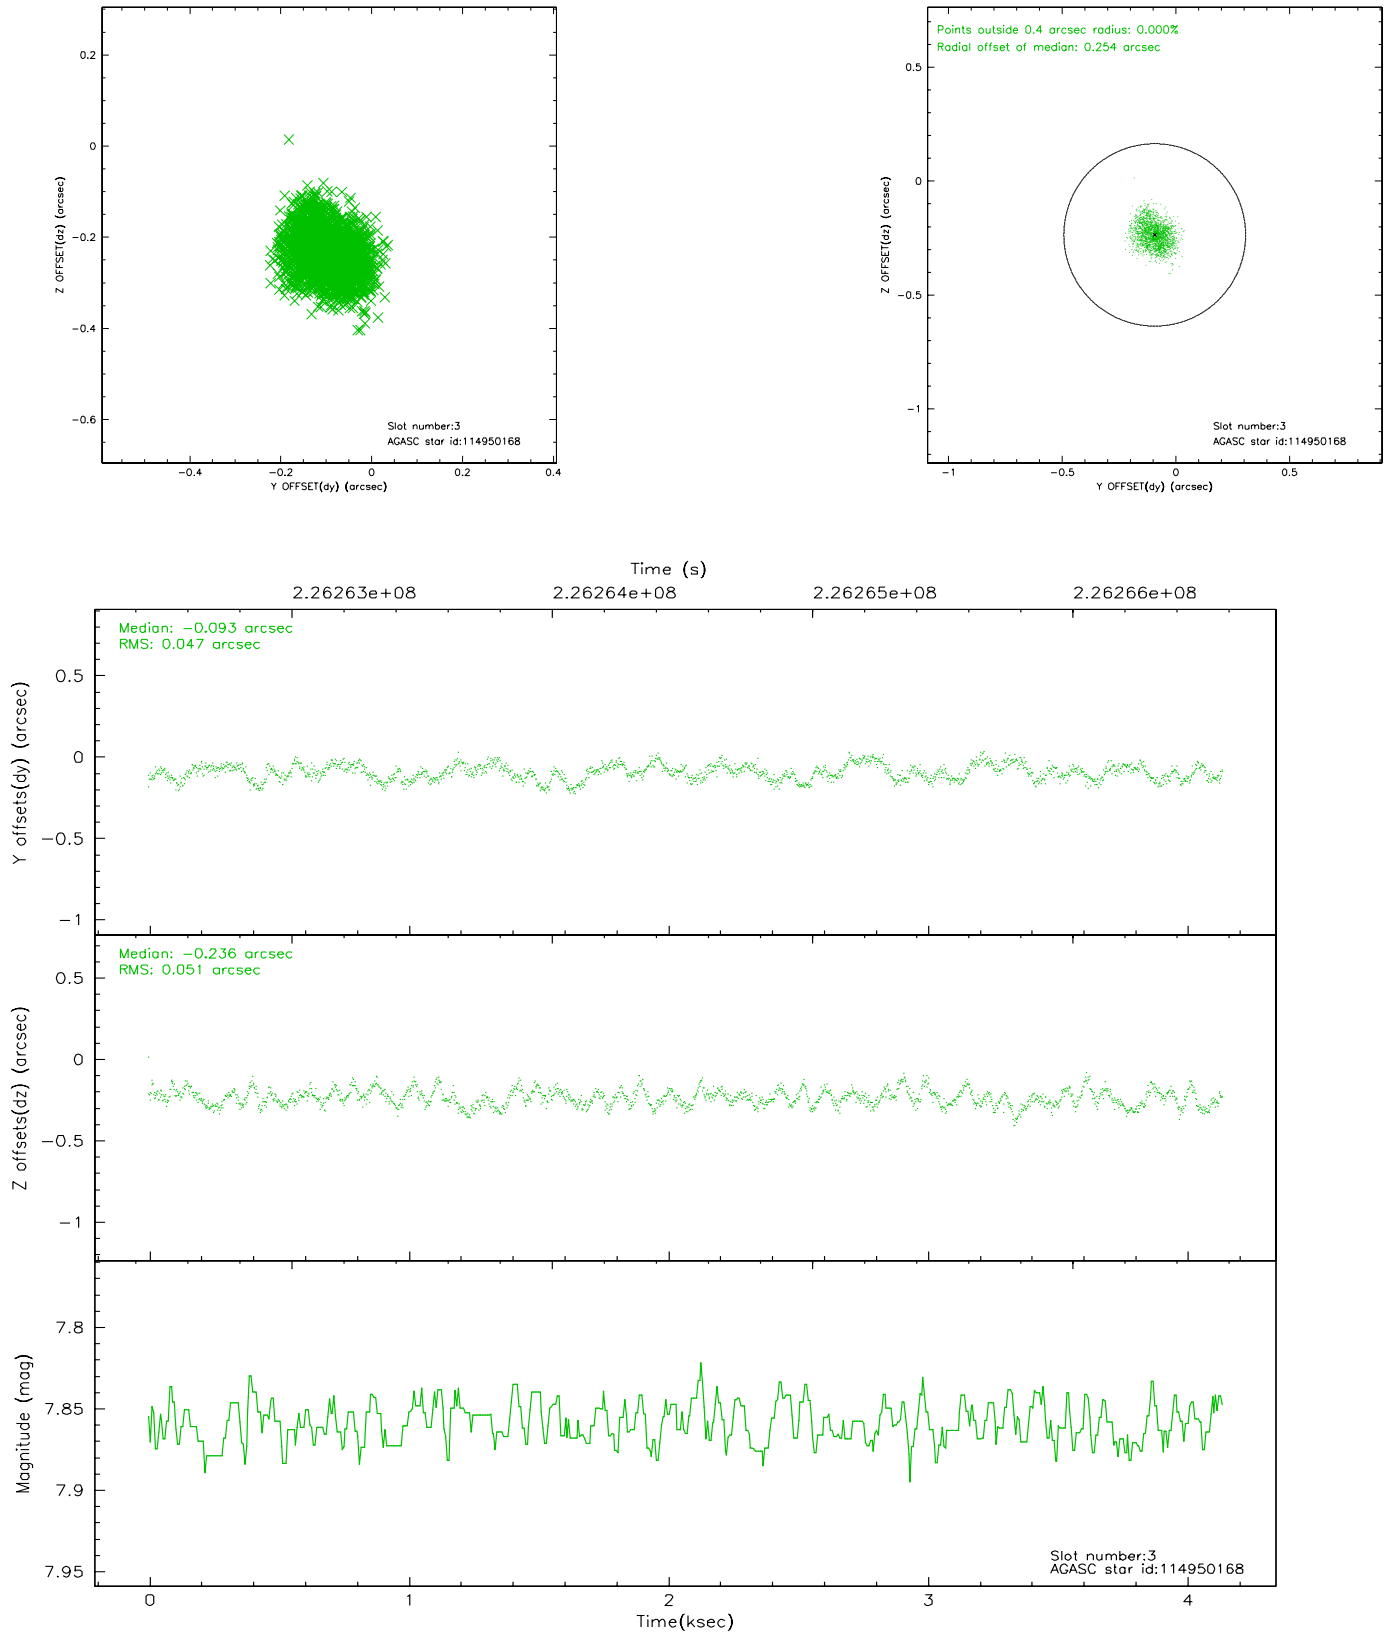 0.2
0
−0.2
−0.4
−0.6
Z OFFSET(dz) (arcsec)
Slot number:3
AGASC star id:114950168
−0.4 −0.2 0 0.2 0.4
Y OFFSET(dy) (arcsec)
Points outside 0.4 arcsec radius: 0.000%
Radial offset of median: 0.254 arcsec
0.5
0
−0.5
−1
Z OFFSET(dz) (arcsec)
Slot number:3
AGASC star id:114950168
−1 −0.5 0 0.5
Y OFFSET(dy) (arcsec)
Time (s)
2.26263e+08 2.26264e+08 2.26265e+08 2.26266e+08
Median: −0.093 arcsec
RMS: 0.047 arcsec
0.5
0
−0.5
−1
Y offsets(dy) (arcsec)
Median: −0.236 arcsec
RMS: 0.051 arcsec
0.5
0
−0.5
−1
Z offsets(dz) (arcsec)
7.8
7.85
7.9
7.95
Magnitude (mag)
Slot number:3
AGASC star id:114950168
0 1 2 3 4
Time(ksec)